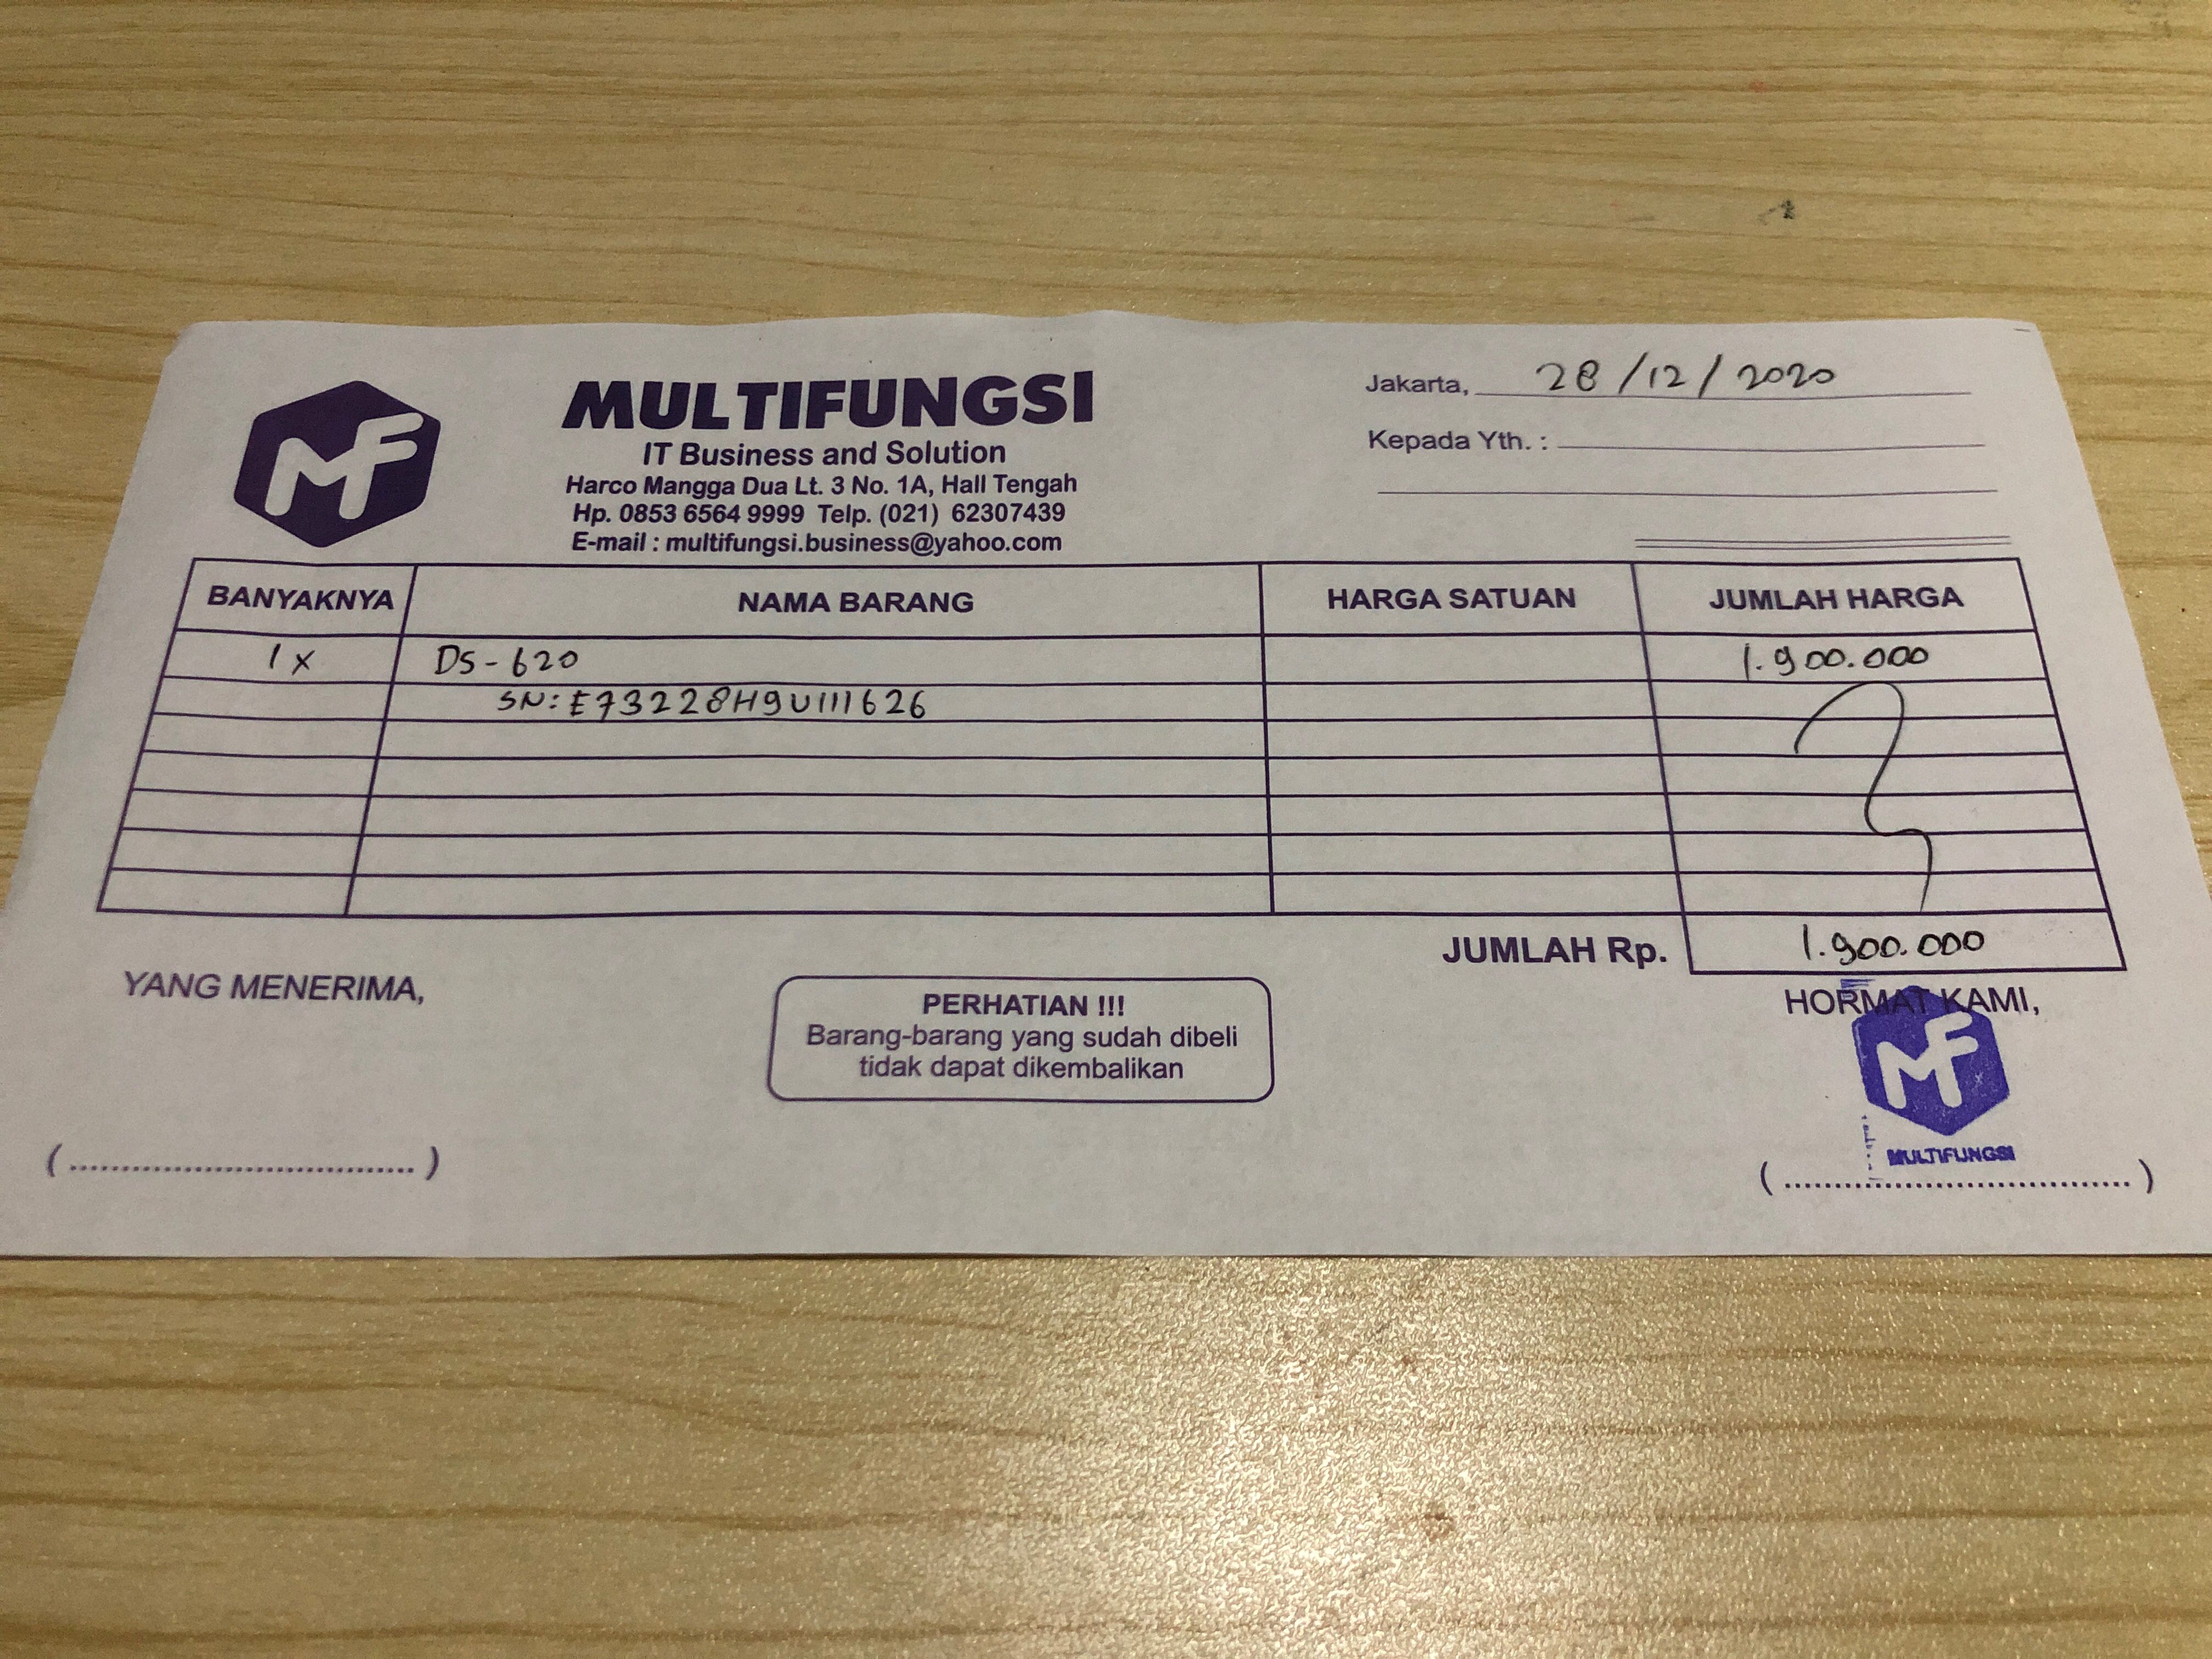 MF
MULTIFUNGSI
IT Business and Solution
Harco Mangga Dua Lt. 3 No. 1A, Hall Tengah
Hp. 0853 6564 9999 Telp. (021) 62307439
E-mail : multifungsi.business@yahoo.com
Jakarta, 28/12/2020
Kepada Yth. :
BANYAKNYA NAMA BARANG HARGA SATUAN JUMLAH HARGA
1x DS-620 1.900.000
SN: E73228H9U111626
JUMLAH Rp. 1.900.000
YANG MENERIMA,
PERHATIAN !!!
Barang-barang yang sudah dibeli
tidak dapat dikembalikan
HORMAT KAMI,
MF
MULTIFUNGSI
(................................)
(................................)